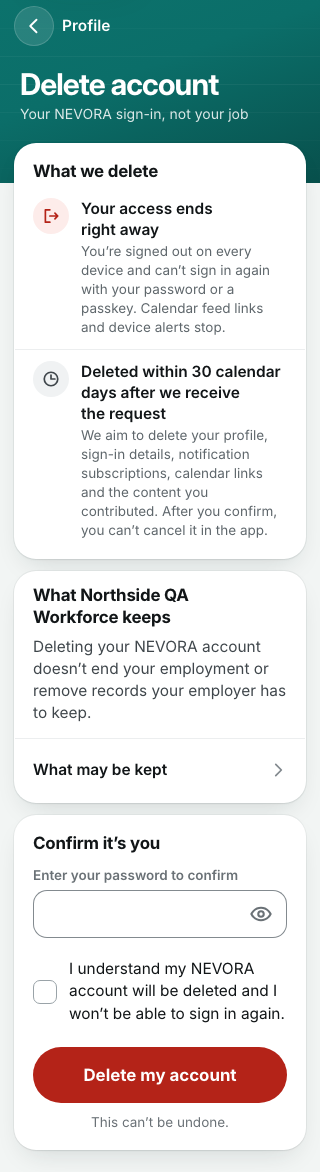 Profile
Delete account
Your NEVORA sign-in, not your job
What we delete
Your access ends
right away
You’re signed out on every
device and can’t sign in again
with your password or a
passkey. Calendar feed links
and device alerts stop.
Deleted within 30 calendar
days after we receive
the request
We aim to delete your profile,
sign-in details, notification
subscriptions, calendar links
and the content you
contributed. After you confirm,
you can’t cancel it in the app.
What Northside QA
Workforce keeps
Deleting your NEVORA account
doesn’t end your employment or
remove records your employer has
to keep.
What may be kept
Confirm it’s you
Enter your password to confirm
I understand my NEVORA
account will be deleted and I
won’t be able to sign in again.
Delete my account
This can’t be undone.